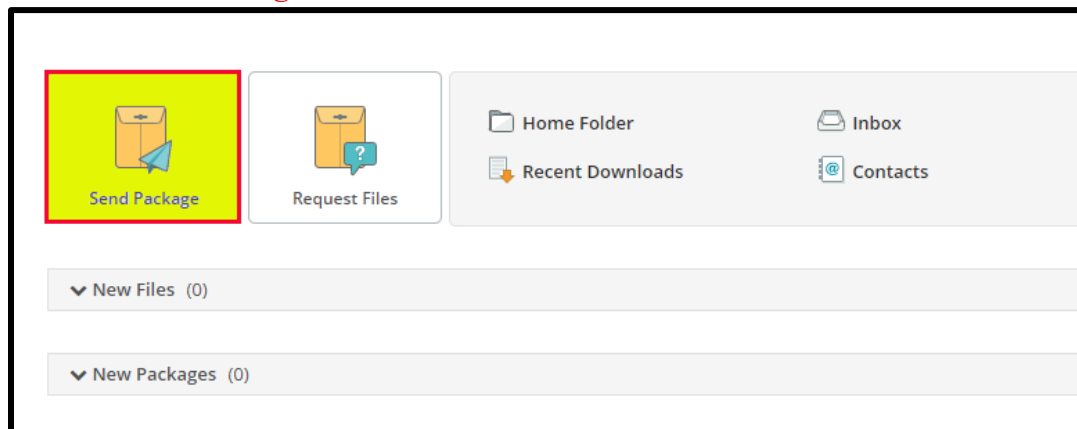 Send Package
Request Files
Home Folder
Inbox
Recent Downloads
Contacts
New Files (0)
New Packages (0)